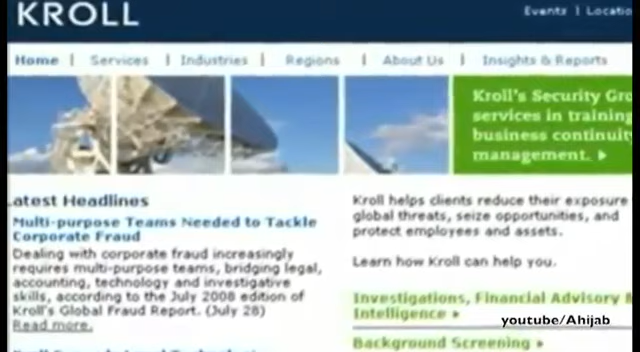 KROLL
Events | Locatio
Home | Services | Industries | Regions | About Us | Insights & Reports
Kroll's Security Gro
services in training
business continuity
management.
atest Headlines
Multi-purpose Teams Needed to Tackle
Corporate Fraud
Dealing with corporate fraud increasingly
requires multi-purpose teams, bridging legal,
accounting, technology and investigative
skills, according to the July 2008 edition of
Kroll's Global Fraud Report. (July 28)
Read more.
Kroll helps clients reduce their exposure
global threats, seize opportunities, and
protect employees and assets.
Learn how Kroll can help you.
Investigations, Financial Advisory
Intelligence
Background Screening
youtube/Ahijab